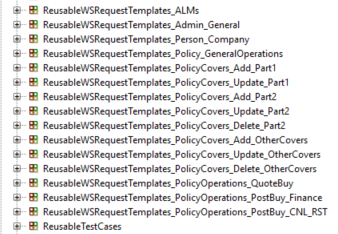 ReusableWSRequestTemplates_ALMs
ReusableWSRequestTemplates_Admin_General
ReusableWSRequestTemplates_Person_Company
ReusableWSRequestTemplates_Policy_GeneralOperations
ReusableWSRequestTemplates_PolicyCovers_Add_Part1
ReusableWSRequestTemplates_PolicyCovers_Update_Part1
ReusableWSRequestTemplates_PolicyCovers_Add_Part2
ReusableWSRequestTemplates_PolicyCovers_Update_Part2
ReusableWSRequestTemplates_PolicyCovers_Delete_Part2
ReusableWSRequestTemplates_PolicyCovers_Add_OtherCovers
ReusableWSRequestTemplates_PolicyCovers_Update_OtherCovers
ReusableWSRequestTemplates_PolicyCovers_Delete_OtherCovers
ReusableWSRequestTemplates_PolicyOperations_QuoteBuy
ReusableWSRequestTemplates_PolicyOperations_PostBuy_Finance
ReusableWSRequestTemplates_PolicyOperations_PostBuy_CNL_RST
ReusableTestCases